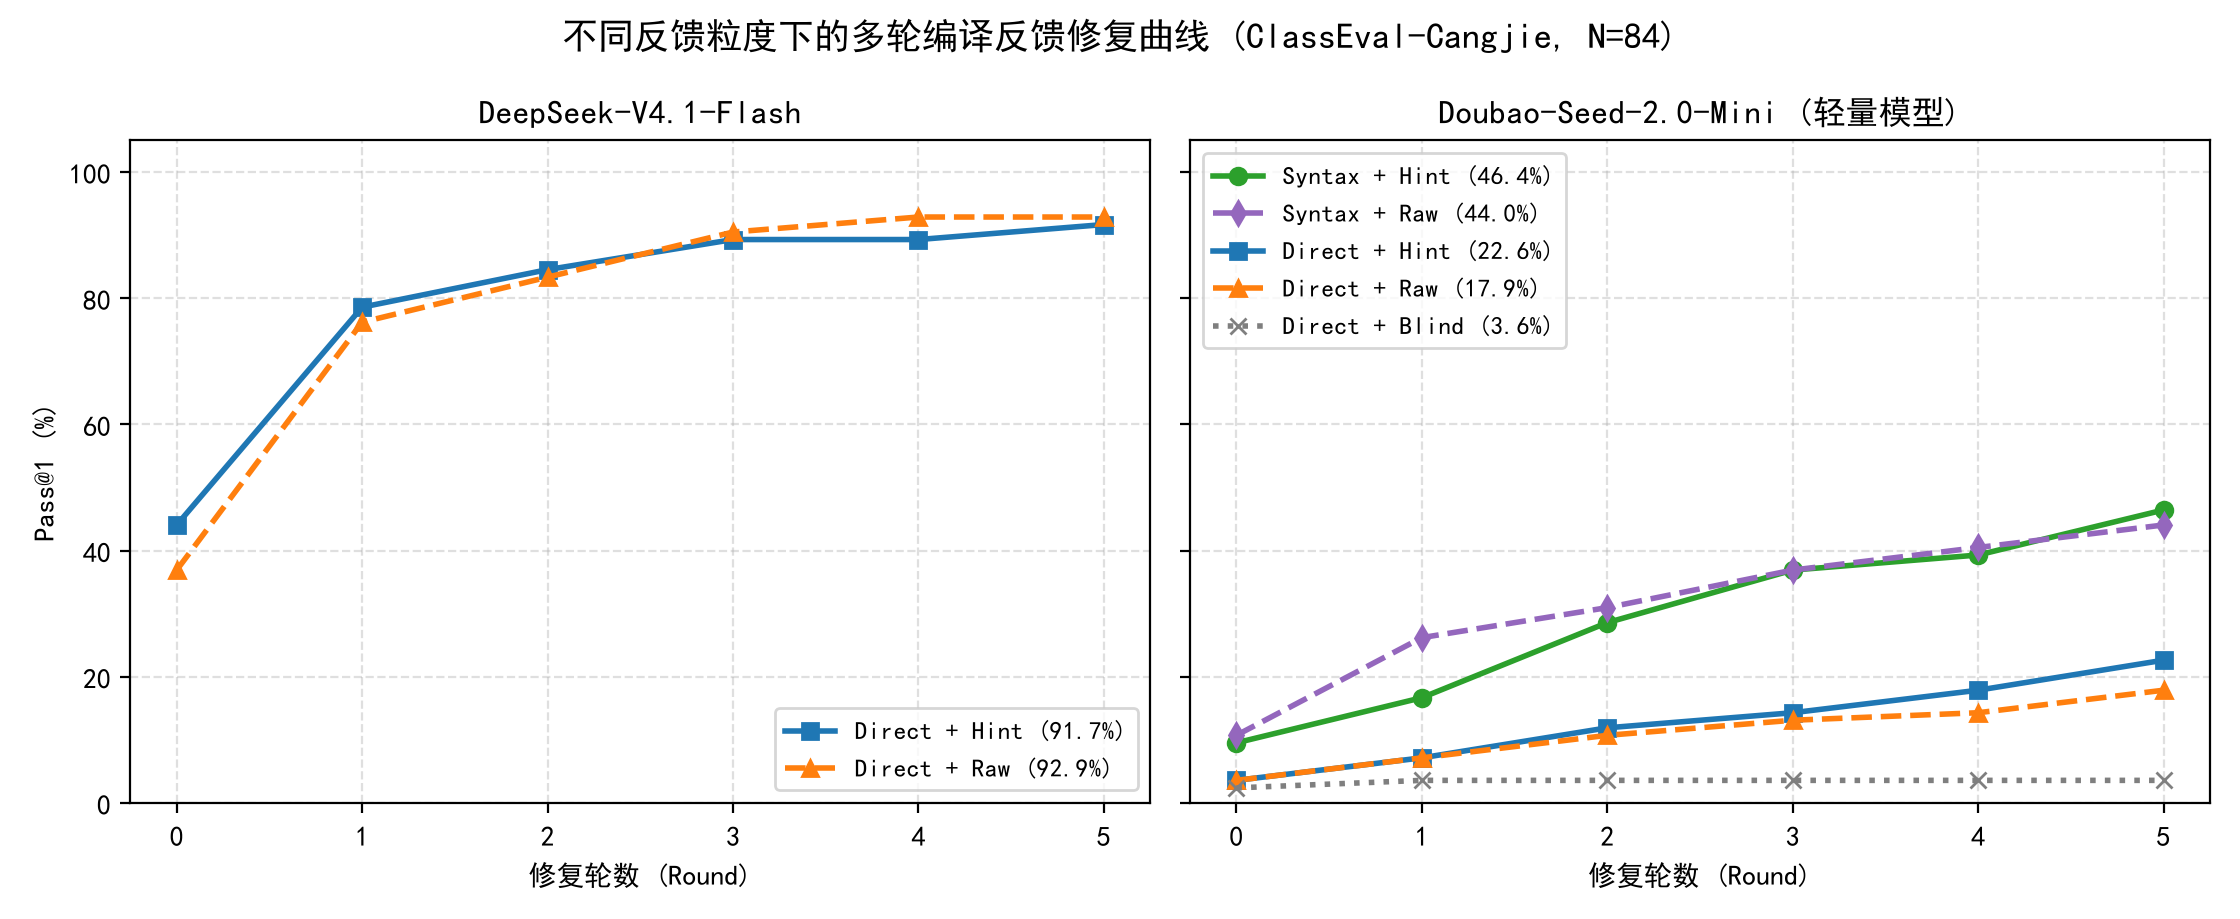 不同反馈粒度下的多轮编译反馈修复曲线 (ClassEval-Cangjie, N=84)
DeepSeek-V4.1-Flash
Pass@1 (%)
100
80
60
40
20
0
Direct + Hint (91.7%)
Direct + Raw (92.9%)
0 1 2 3 4 5
修复轮数 (Round)
Doubao-Seed-2.0-Mini (轻量模型)
Syntax + Hint (46.4%)
Syntax + Raw (44.0%)
Direct + Hint (22.6%)
Direct + Raw (17.9%)
Direct + Blind (3.6%)
0 1 2 3 4 5
修复轮数 (Round)